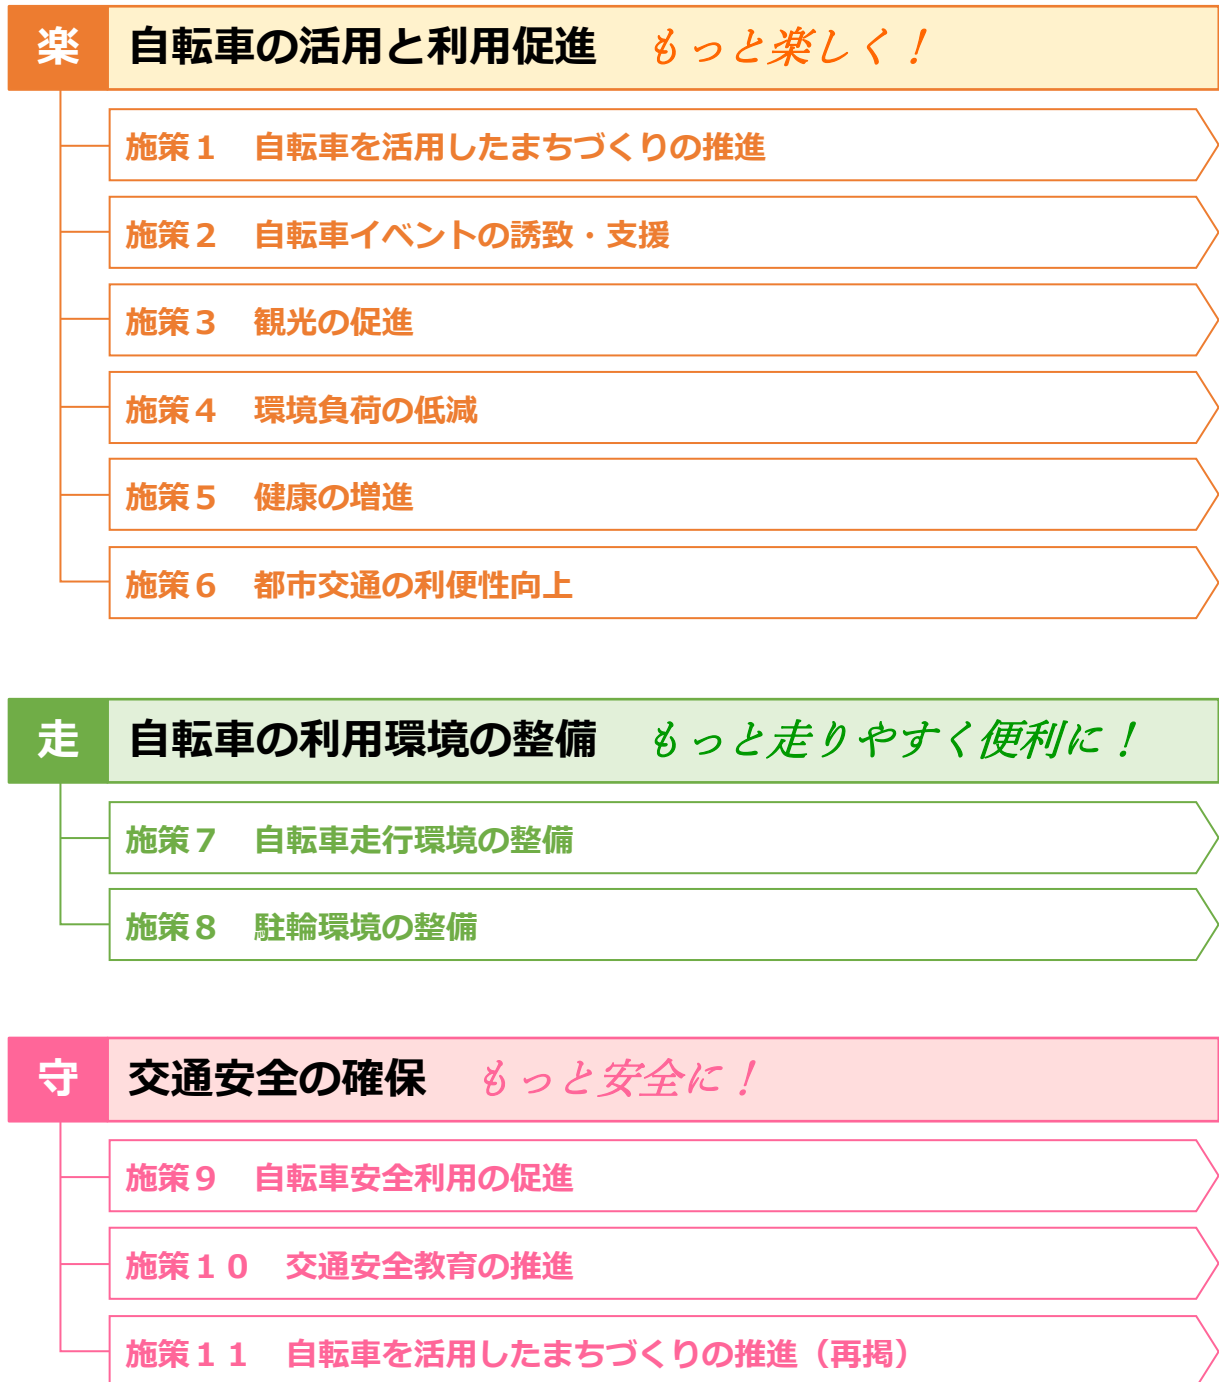 楽 自転車の活用と利用促進 もっと楽しく！
施策１ 自転車を活用したまちづくりの推進
施策２ 自転車イベントの誘致・支援
施策３ 観光の促進
施策４ 環境負荷の低減
施策５ 健康の増進
施策６ 都市交通の利便性向上
走 自転車の利用環境の整備 もっと走りやすく便利に！
施策７ 自転車走行環境の整備
施策８ 駐輪環境の整備
守 交通安全の確保 もっと安全に！
施策９ 自転車安全利用の促進
施策１０ 交通安全教育の推進
施策１１ 自転車を活用したまちづくりの推進（再掲）